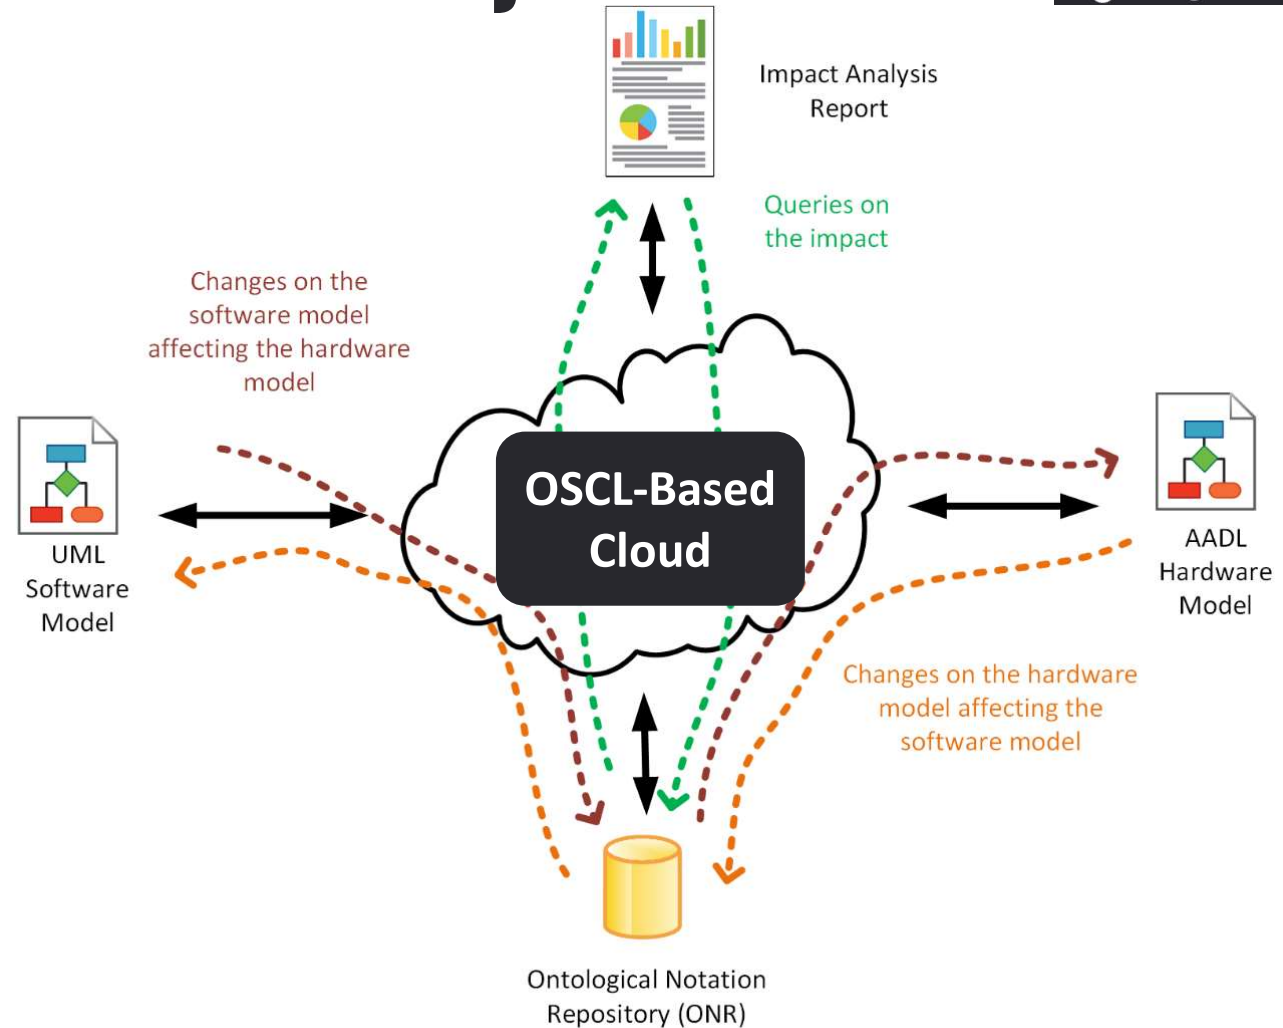 Impact Analysis
Report
Queries on
the impact
Changes on the
software model
affecting the hardware
model
OSCL-Based
Cloud
UML
Software
Model
AADL
Hardware
Model
Changes on the hardware
model affecting the
software model
Ontological Notation
Repository (ONR)